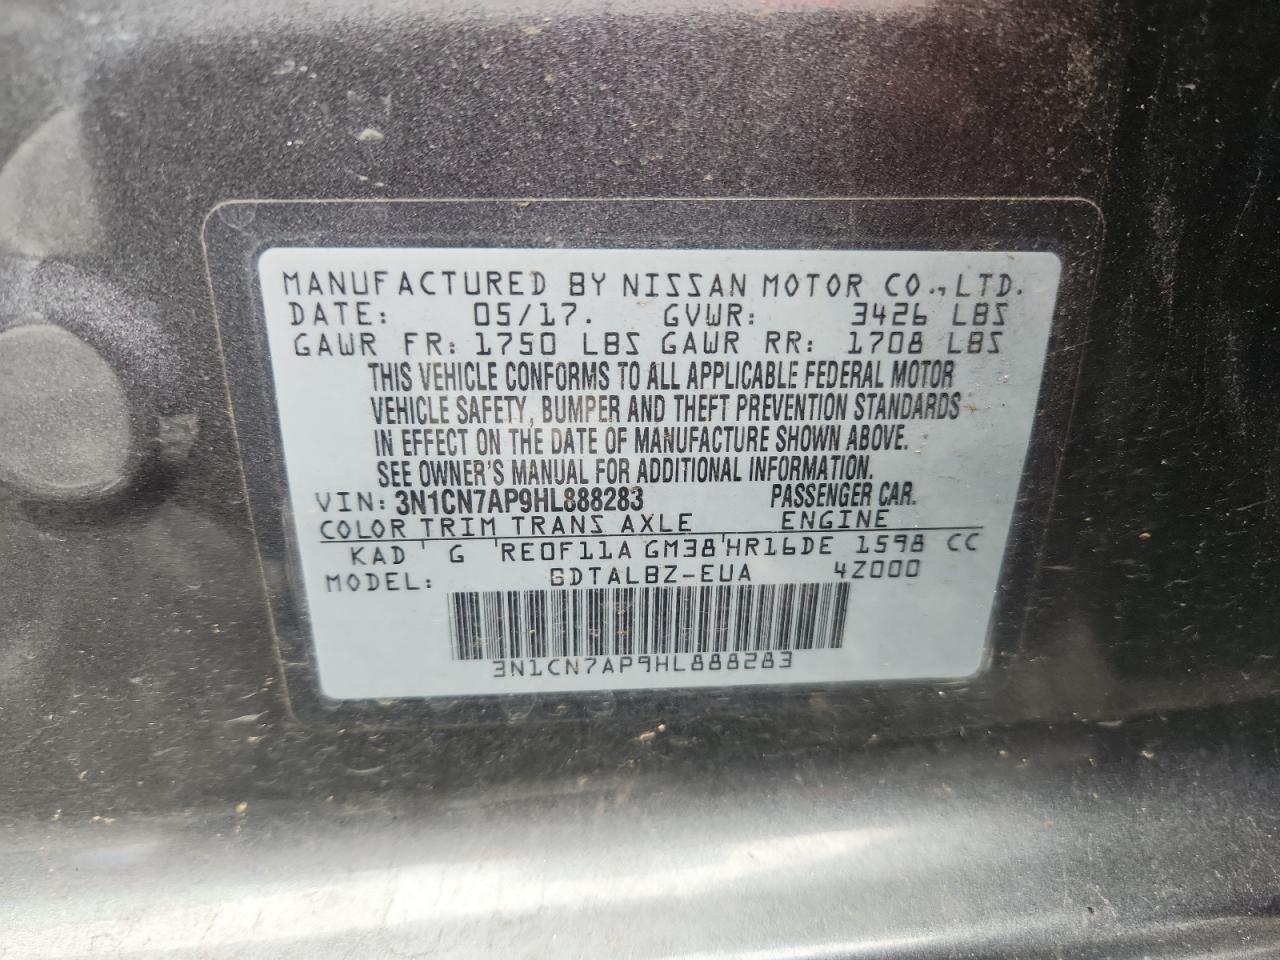 MANUFACTURED BY NISSAN MOTOR CO., LTD.
DATE: 05/17. GVWR: 3426 LBS
GAWR FR: 1750 LBS GAWR RR: 1708 LBS
THIS VEHICLE CONFORMS TO ALL APPLICABLE FEDERAL MOTOR
VEHICLE SAFETY, BUMPER AND THEFT PREVENTION STANDARDS
IN EFFECT ON THE DATE OF MANUFACTURE SHOWN ABOVE.
SEE OWNER'S MANUAL FOR ADDITIONAL INFORMATION.
VIN: 3N1CN7AP9HL888283 PASSENGER CAR.
COLOR TRIM TRANS AXLE ENGINE
KAD G RE0F11A GM38 HR16DE 1598 CC
MODEL: BDTALBZ-EUA 4Z000
3N1CN7AP9HL888283